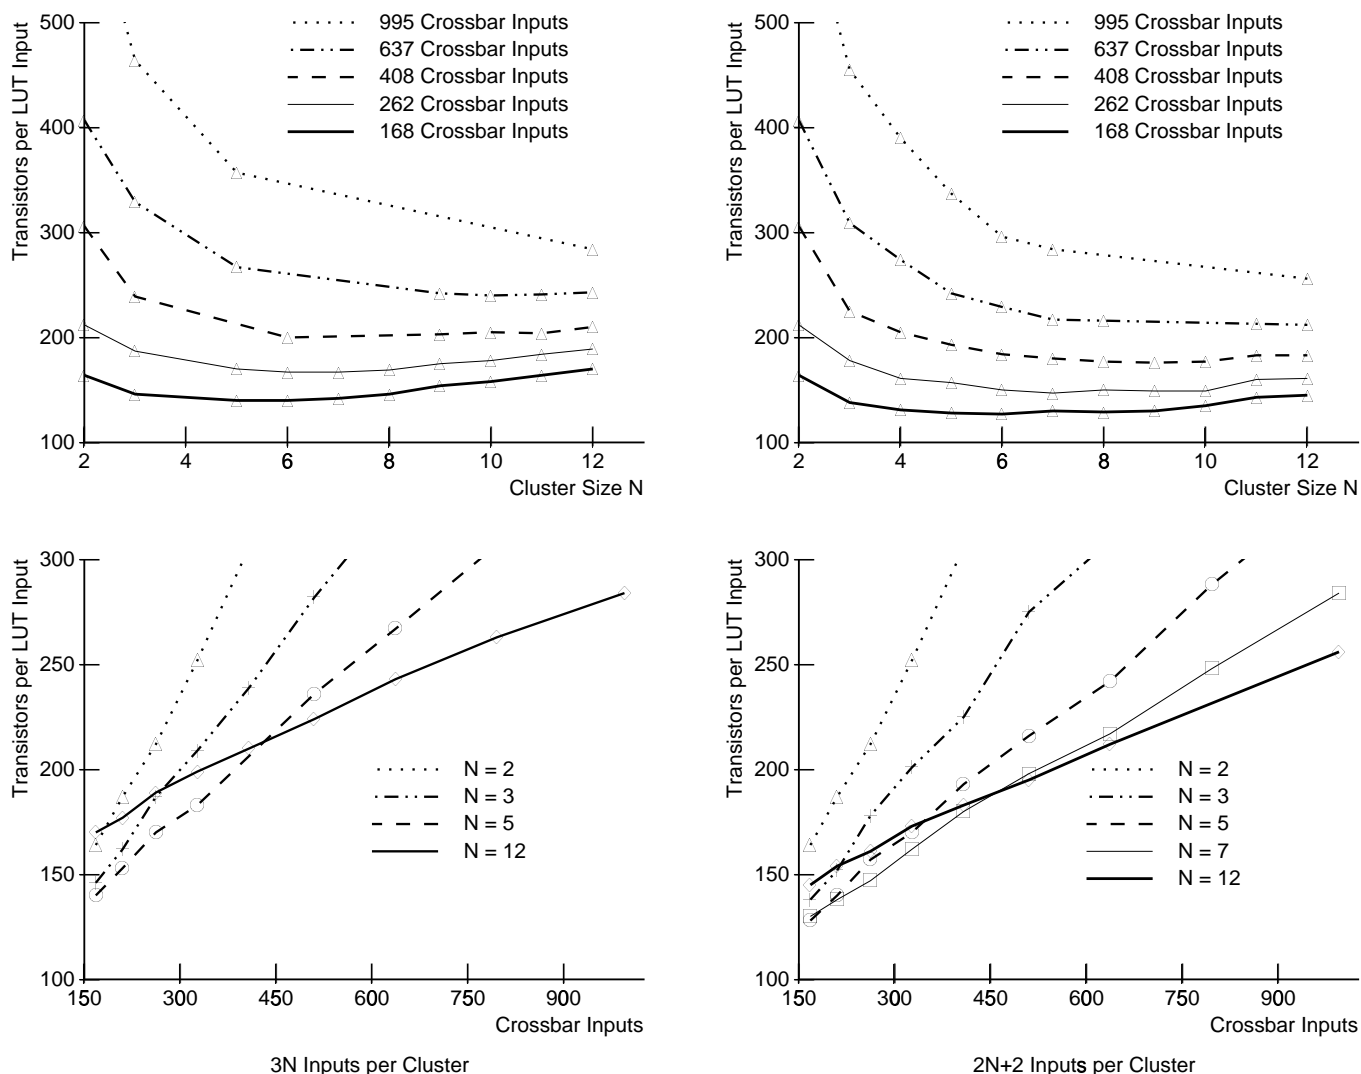 500
400
300
200
100
2
4
6
8
10
12
Transistors per LUT Input
Cluster Size N
995 Crossbar Inputs
637 Crossbar Inputs
408 Crossbar Inputs
262 Crossbar Inputs
168 Crossbar Inputs
500
400
300
200
100
2
4
6
8
10
12
Transistors per LUT Input
Cluster Size N
995 Crossbar Inputs
637 Crossbar Inputs
408 Crossbar Inputs
262 Crossbar Inputs
168 Crossbar Inputs
300
250
200
150
100
150
300
450
600
750
900
Transistors per LUT Input
Crossbar Inputs
N = 2
N = 3
N = 5
N = 12
3N Inputs per Cluster
300
250
200
150
100
150
300
450
600
750
900
Transistors per LUT Input
Crossbar Inputs
N = 2
N = 3
N = 5
N = 7
N = 12
2N+2 Inputs per Cluster